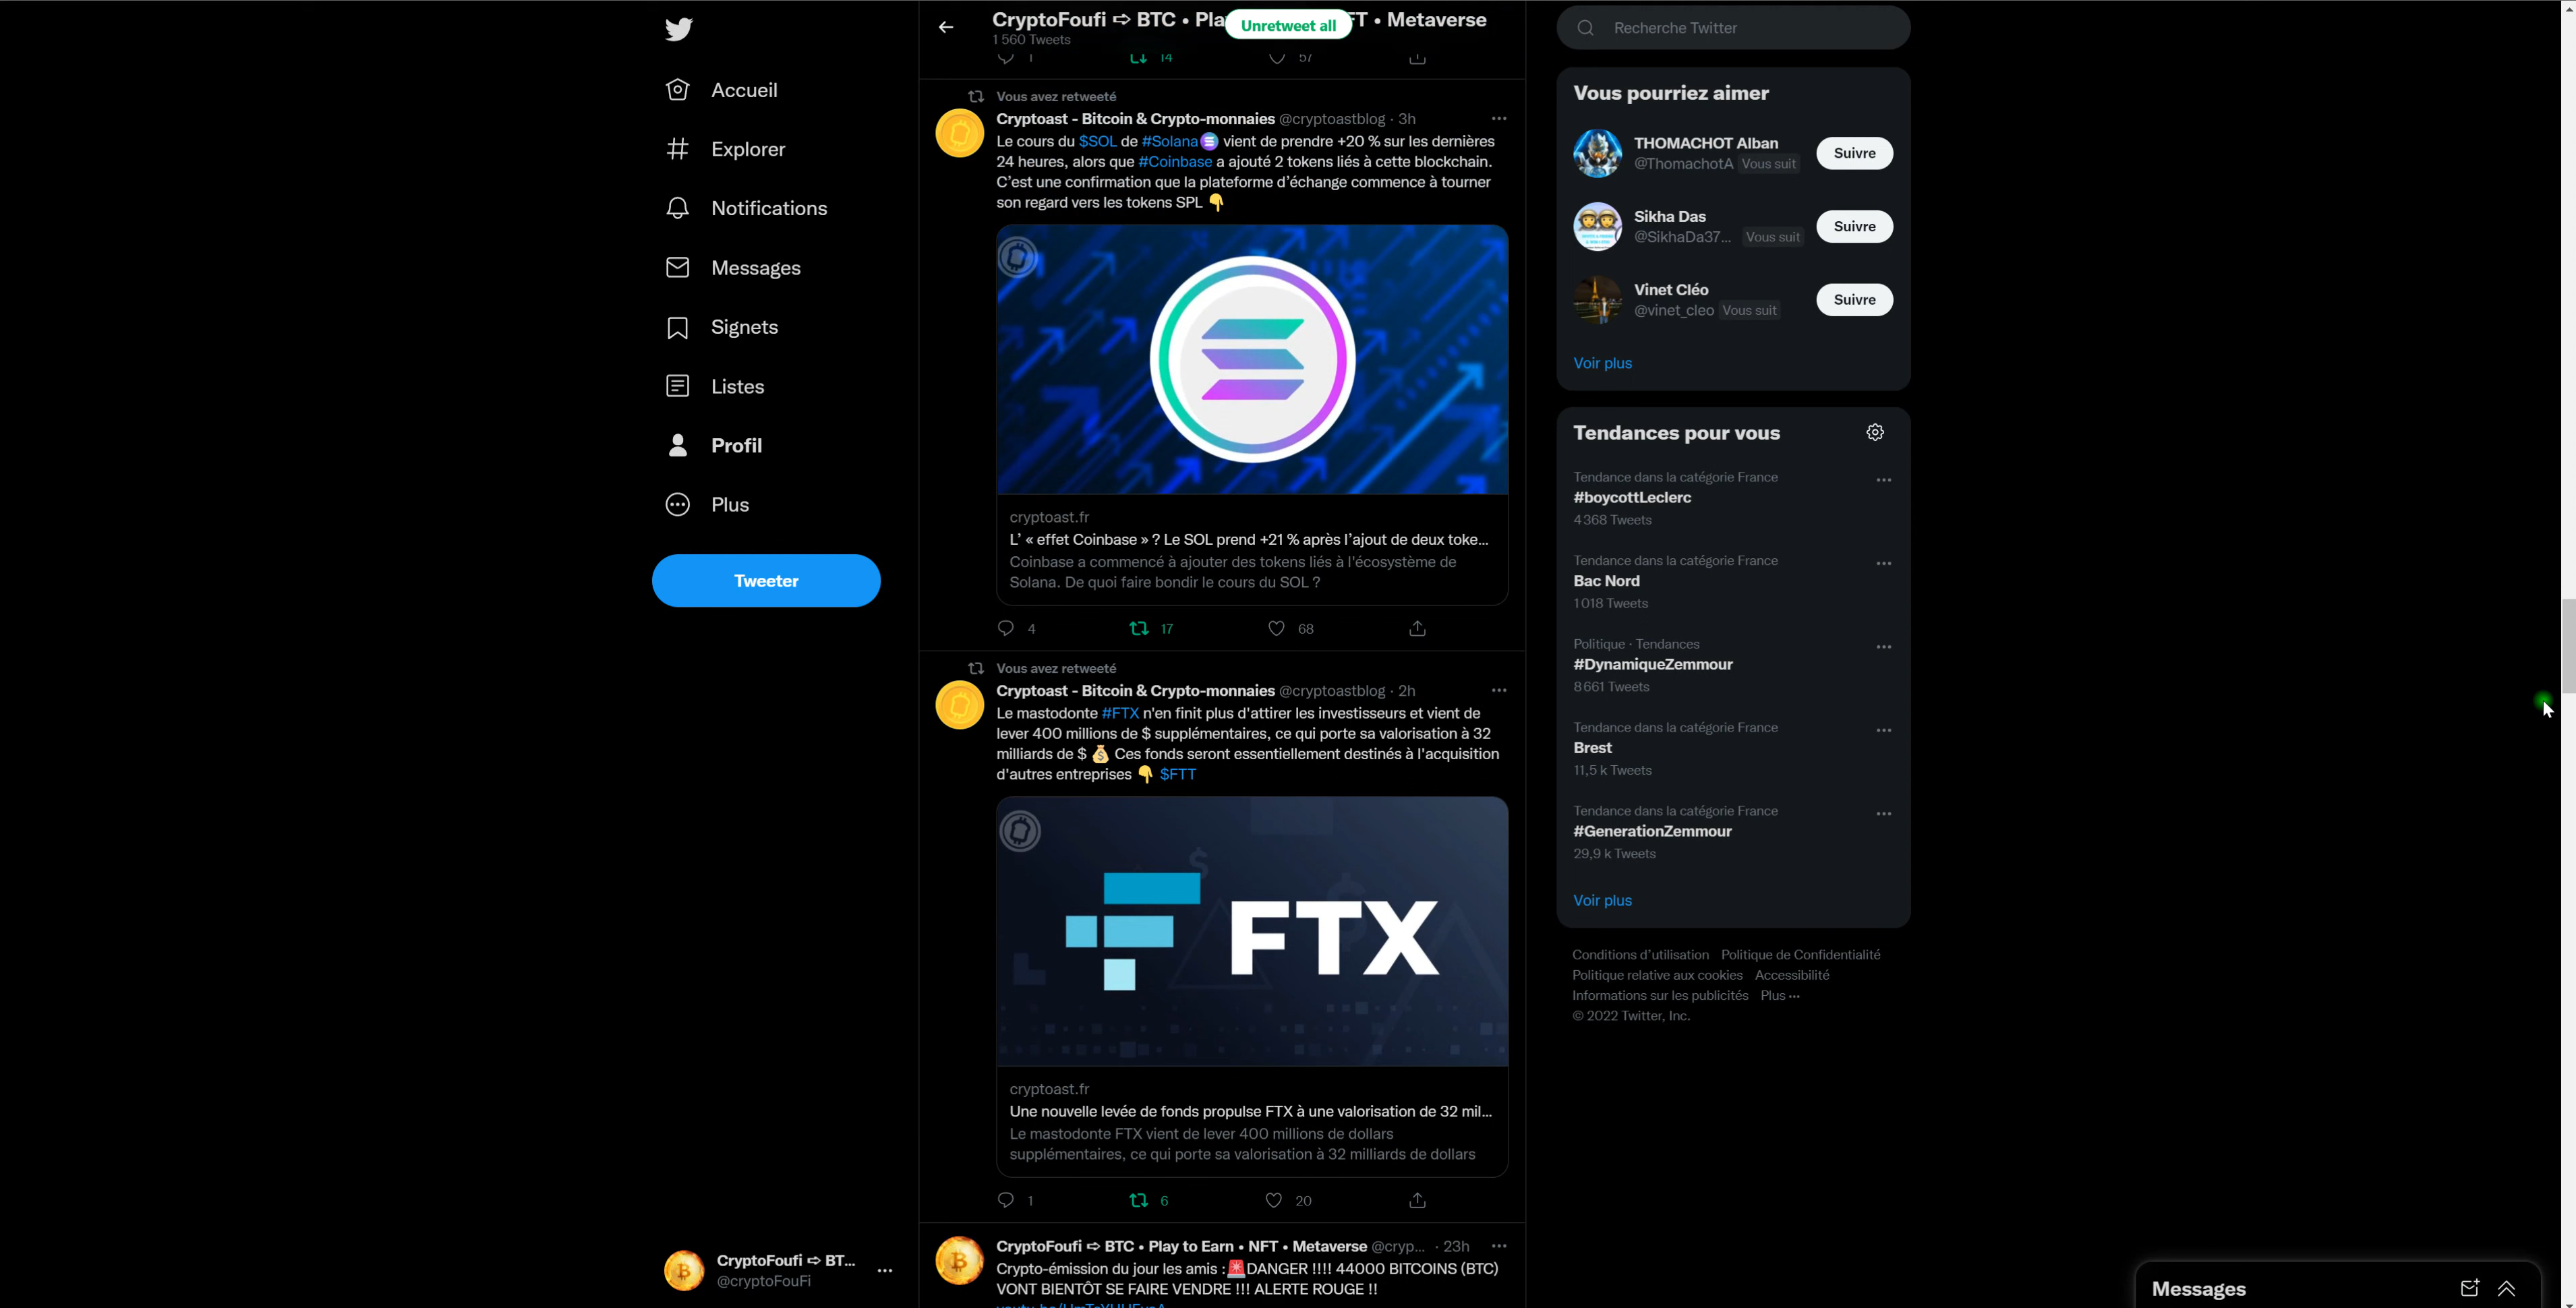 Accueil
Explorer
Notifications
Messages
Signets
Listes
Profil
Plus
Tweeter
CryptoFoufi ➪ BT...
@cryptoFouFi
CryptoFoufi ➪ BTC • Pla
Unretweet all
FT • Metaverse
1 560 Tweets
1 14 57
Vous avez retweeté
Cryptoast - Bitcoin & Crypto-monnaies @cryptoastblog · 3h
Le cours du $SOL de #Solana vient de prendre +20 % sur les dernières
24 heures, alors que #Coinbase a ajouté 2 tokens liés à cette blockchain.
C’est une confirmation que la plateforme d’échange commence à tourner
son regard vers les tokens SPL 👇
cryptoast.fr
L’ « effet Coinbase » ? Le SOL prend +21 % après l’ajout de deux toke...
Coinbase a commencé à ajouter des tokens liés à l'écosystème de
Solana. De quoi faire bondir le cours du SOL ?
4 17 68
Vous avez retweeté
Cryptoast - Bitcoin & Crypto-monnaies @cryptoastblog · 2h
Le mastodonte #FTX n'en finit plus d'attirer les investisseurs et vient de
lever 400 millions de $ supplémentaires, ce qui porte sa valorisation à 32
milliards de $ 💰 Ces fonds seront essentiellement destinés à l'acquisition
d'autres entreprises 👇 $FTT
FTX
cryptoast.fr
Une nouvelle levée de fonds propulse FTX à une valorisation de 32 mil...
Le mastodonte FTX vient de lever 400 millions de dollars
supplémentaires, ce qui porte sa valorisation à 32 milliards de dollars
1 6 20
CryptoFoufi ➪ BTC • Play to Earn • NFT • Metaverse @cryp... · 23h
Crypto-émission du jour les amis :🚨DANGER !!!! 44000 BITCOINS (BTC)
VONT BIENTÔT SE FAIRE VENDRE !!! ALERTE ROUGE !!
Recherche Twitter
Vous pourriez aimer
THOMACHOT Alban
@ThomachotA Vous suit
Suivre
Sikha Das
@SikhaDa37... Vous suit
Suivre
Vinet Cléo
@vinet_cleo Vous suit
Suivre
Voir plus
Tendances pour vous
Tendance dans la catégorie France
#boycottLeclerc
4 368 Tweets
Tendance dans la catégorie France
Bac Nord
1 018 Tweets
Politique · Tendances
#DynamiqueZemmour
8 661 Tweets
Tendance dans la catégorie France
Brest
11,5 k Tweets
Tendance dans la catégorie France
#GenerationZemmour
29,9 k Tweets
Voir plus
Conditions d’utilisation Politique de Confidentialité
Politique relative aux cookies Accessibilité
Informations sur les publicités Plus ···
© 2022 Twitter, Inc.
Messages